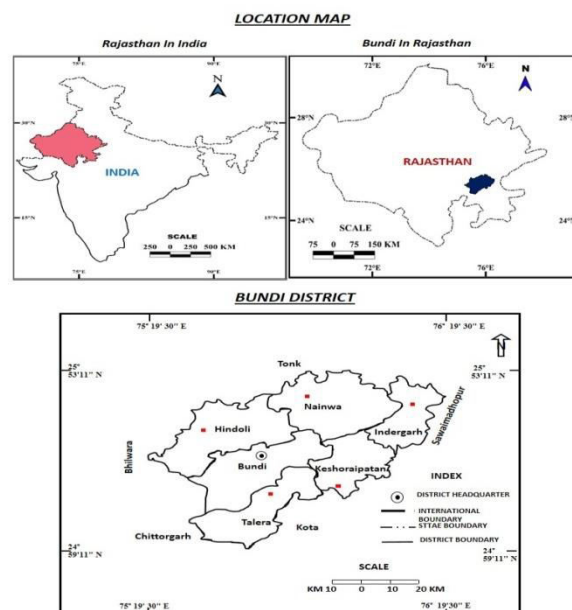 LOCATION MAP
Rajasthan In India
Bundi In Rajasthan
N
N
72°E
76°E
28°N
28°N
INDIA
RAJASTHAN
24°N
24°N
SCALE
250 0 250 500 KM
SCALE
75 0 75 150 KM
72°E
76°E
BUNDI DISTRICT
75° 19' 30" E
76° 19' 30" E
N
25°
53' 11" N
25°
53' 11" N
Tonk
Nainwa
Sawaimadhopur
Hindoli
Indergarh
Bhilwara
Bundi
Keshoraipatan
INDEX
DISTRICT HEADQUARTER
INTERNATIONAL
BOUNDARY
STTAE BOUNDARY
DISTRICT BOUNDARY
Talera
Kota
Chittorgarh
24°
59' 11" N
24°
59' 11" N
SCALE
KM 10 0 10 20 KM
75° 19' 30" E
76° 19' 30" E